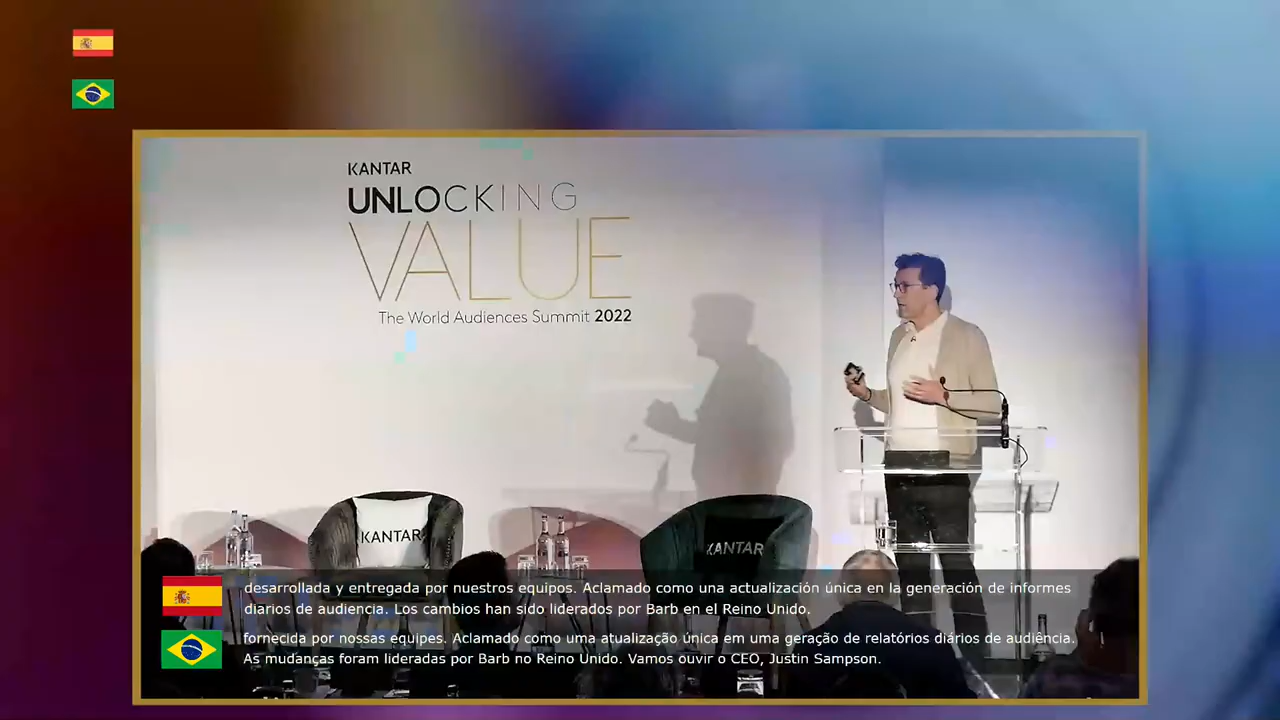 KANTAR
UNLOCKING
VALUE
The World Audiences Summit 2022
KANTAR
KANTAR
desarrollada y entregada por nuestros equipos. Aclamado como una actualización única en la generación de informes
diarios de audiencia. Los cambios han sido liderados por Barb en el Reino Unido.
fornecida por nossas equipes. Aclamado como uma atualização única em uma geração de relatórios diários de audiência.
As mudanças foram lideradas por Barb no Reino Unido. Vamos ouvir o CEO, Justin Sampson.